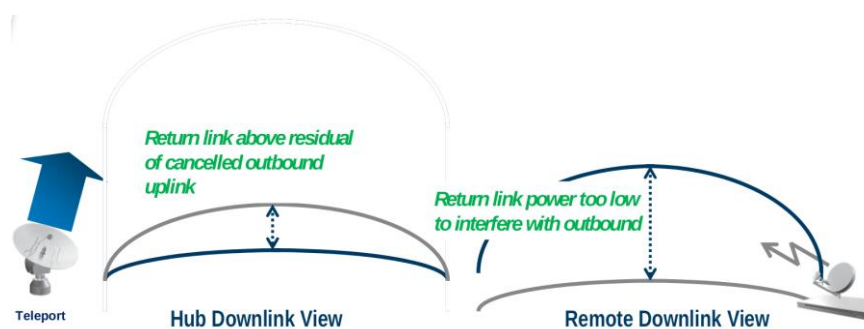 Return link above residual
of cancelled outbound
uplink
Return link power too low
to interfere with outbound
Teleport
Hub Downlink View
Remote Downlink View